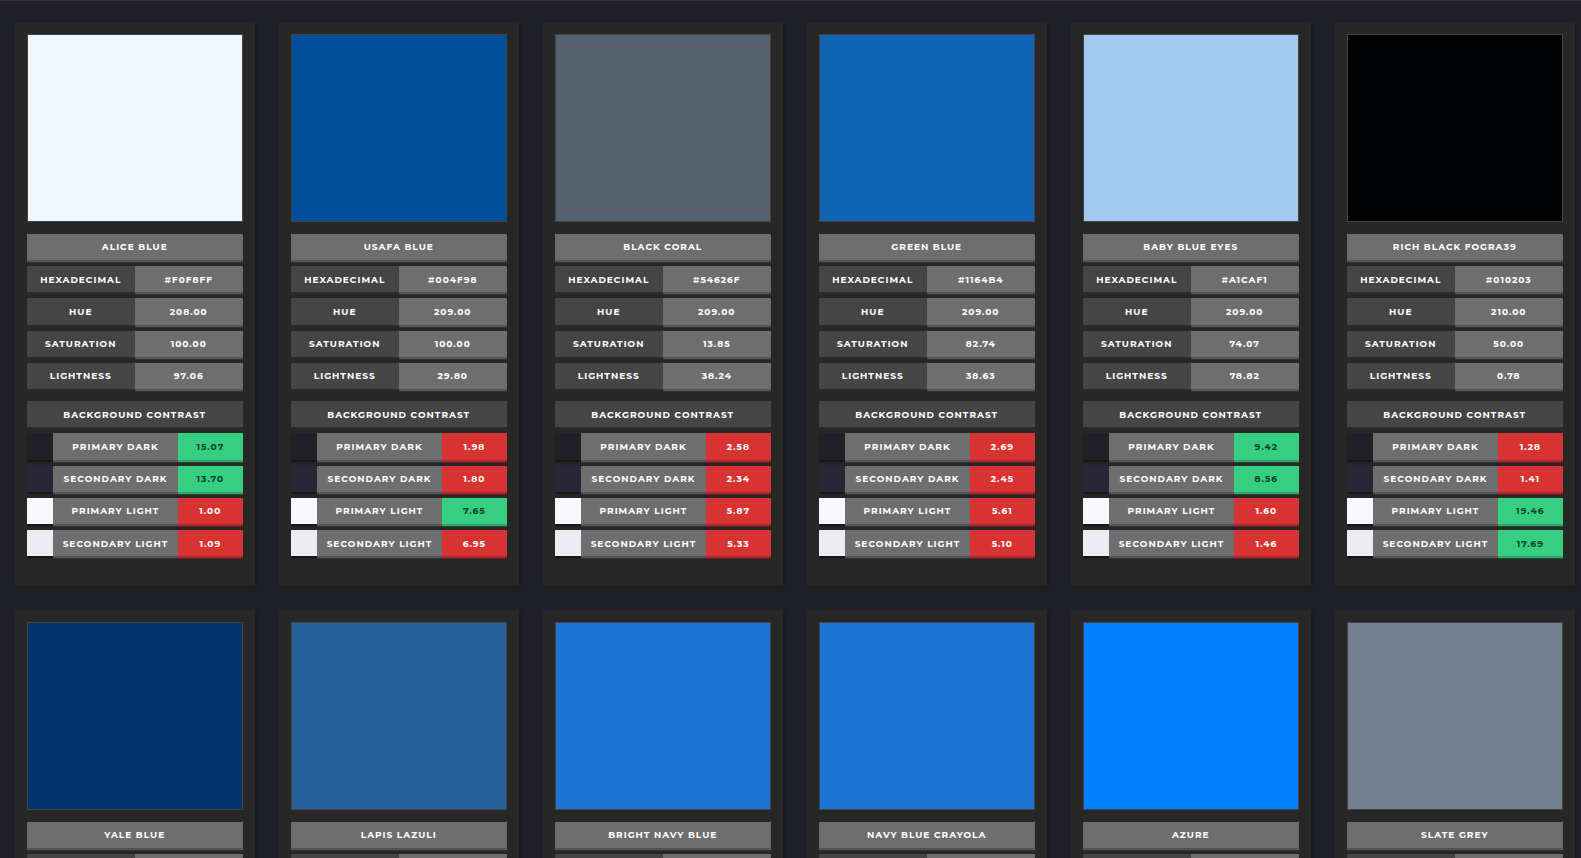 ALICE BLUE
HEXADECIMAL #F0F8FF
HUE 208.00
SATURATION 100.00
LIGHTNESS 97.06
BACKGROUND CONTRAST
PRIMARY DARK 15.07
SECONDARY DARK 13.70
PRIMARY LIGHT 1.00
SECONDARY LIGHT 1.09
USAFA BLUE
HEXADECIMAL #004F98
HUE 209.00
SATURATION 100.00
LIGHTNESS 29.80
BACKGROUND CONTRAST
PRIMARY DARK 1.98
SECONDARY DARK 1.80
PRIMARY LIGHT 7.65
SECONDARY LIGHT 6.95
BLACK CORAL
HEXADECIMAL #54626F
HUE 209.00
SATURATION 13.85
LIGHTNESS 38.24
BACKGROUND CONTRAST
PRIMARY DARK 2.58
SECONDARY DARK 2.34
PRIMARY LIGHT 5.87
SECONDARY LIGHT 5.33
GREEN BLUE
HEXADECIMAL #1164B4
HUE 209.00
SATURATION 82.74
LIGHTNESS 38.63
BACKGROUND CONTRAST
PRIMARY DARK 2.69
SECONDARY DARK 2.45
PRIMARY LIGHT 5.61
SECONDARY LIGHT 5.10
BABY BLUE EYES
HEXADECIMAL #A1CAF1
HUE 209.00
SATURATION 74.07
LIGHTNESS 78.82
BACKGROUND CONTRAST
PRIMARY DARK 9.42
SECONDARY DARK 8.56
PRIMARY LIGHT 1.60
SECONDARY LIGHT 1.46
RICH BLACK FOGRA39
HEXADECIMAL #010203
HUE 210.00
SATURATION 50.00
LIGHTNESS 0.78
BACKGROUND CONTRAST
PRIMARY DARK 1.28
SECONDARY DARK 1.41
PRIMARY LIGHT 19.46
SECONDARY LIGHT 17.69
YALE BLUE
LAPIS LAZULI
BRIGHT NAVY BLUE
NAVY BLUE CRAYOLA
AZURE
SLATE GREY